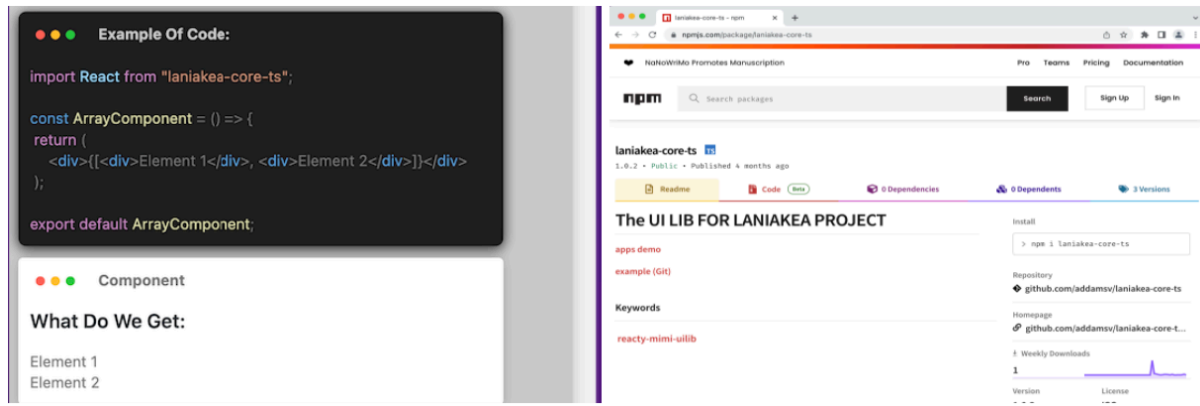 Example Of Code:
import React from "laniakea-core-ts";
const ArrayComponent = () => {
return (
<div>{[<div>Element 1</div>, <div>Element 2</div>]}</div>
);
export default ArrayComponent;
Component
What Do We Get:
Element 1
Element 2
laniakea-core-ts - npm
npmjs.com/package/laniakea-core-ts
NaNoWriMo Promotes Manuscription
Pro Teams Pricing Documentation
npm
Search packages
Search
Sign Up
Sign In
laniakea-core-ts TS
1.0.2 • Public • Published 4 months ago
Readme
Code Beta
0 Dependencies
0 Dependents
3 Versions
The UI LIB FOR LANIAKEA PROJECT
apps demo
example (Git)
Keywords
reacty-mimi-uilib
Install
> npm i laniakea-core-ts
Repository
github.com/addamsv/laniakea-core-ts
Homepage
github.com/addamsv/laniakea-core-t...
Weekly Downloads
1
Version
License